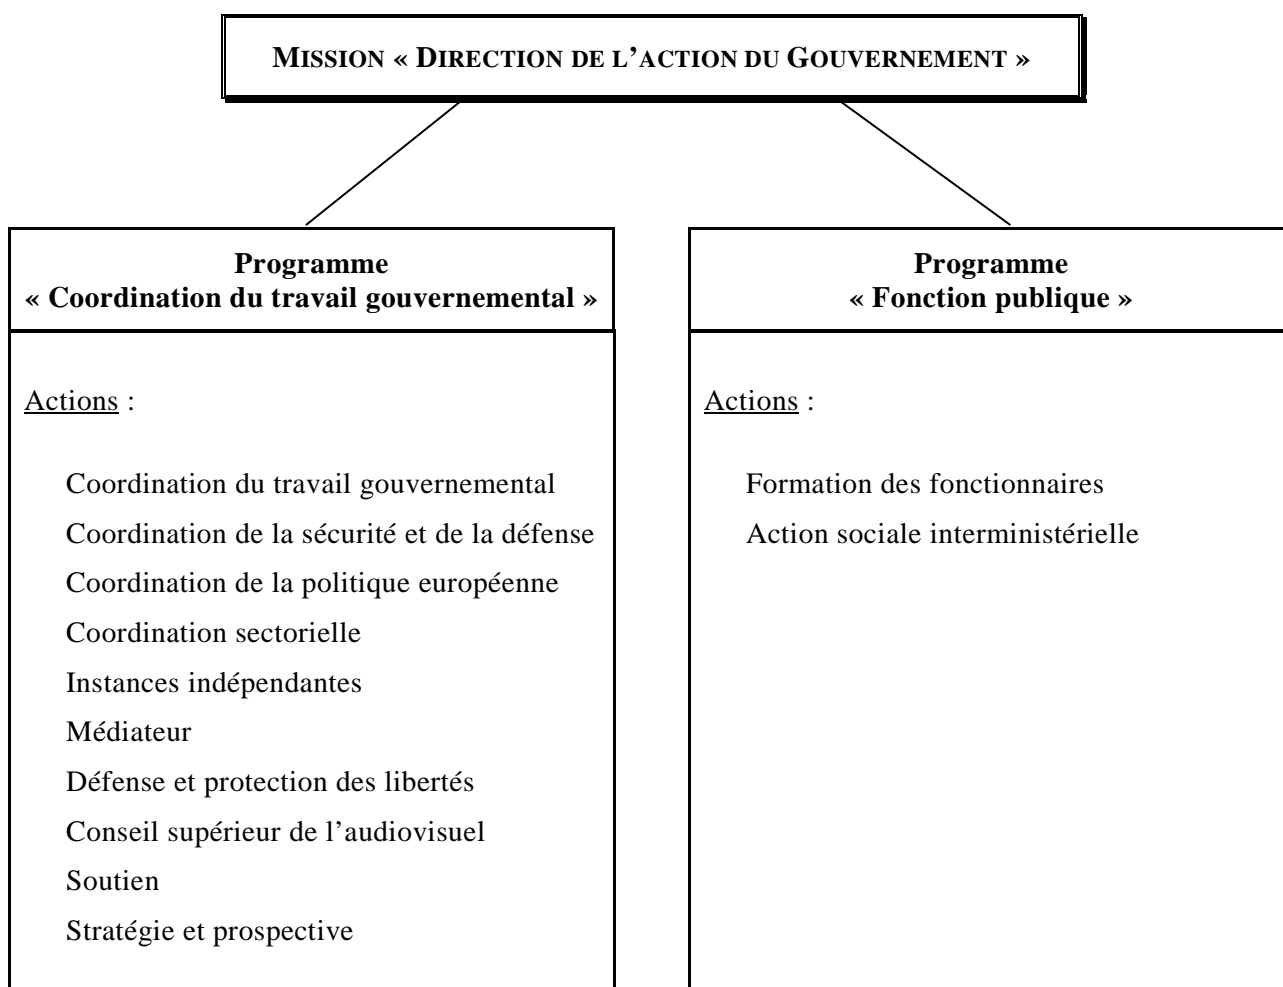 MISSION « DIRECTION DE L’ACTION DU GOUVERNEMENT »
Programme
« Coordination du travail gouvernemental »
Actions :
Coordination du travail gouvernemental
Coordination de la sécurité et de la défense
Coordination de la politique européenne
Coordination sectorielle
Instances indépendantes
Médiateur
Défense et protection des libertés
Conseil supérieur de l’audiovisuel
Soutien
Stratégie et prospective
Programme
« Fonction publique »
Actions :
Formation des fonctionnaires
Action sociale interministérielle